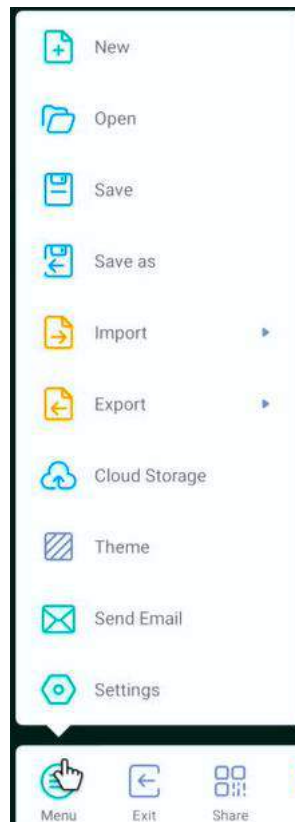 New
Open
Save
Save as
Import
Export
Cloud Storage
Theme
Send Email
Settings
Menu Exit Share